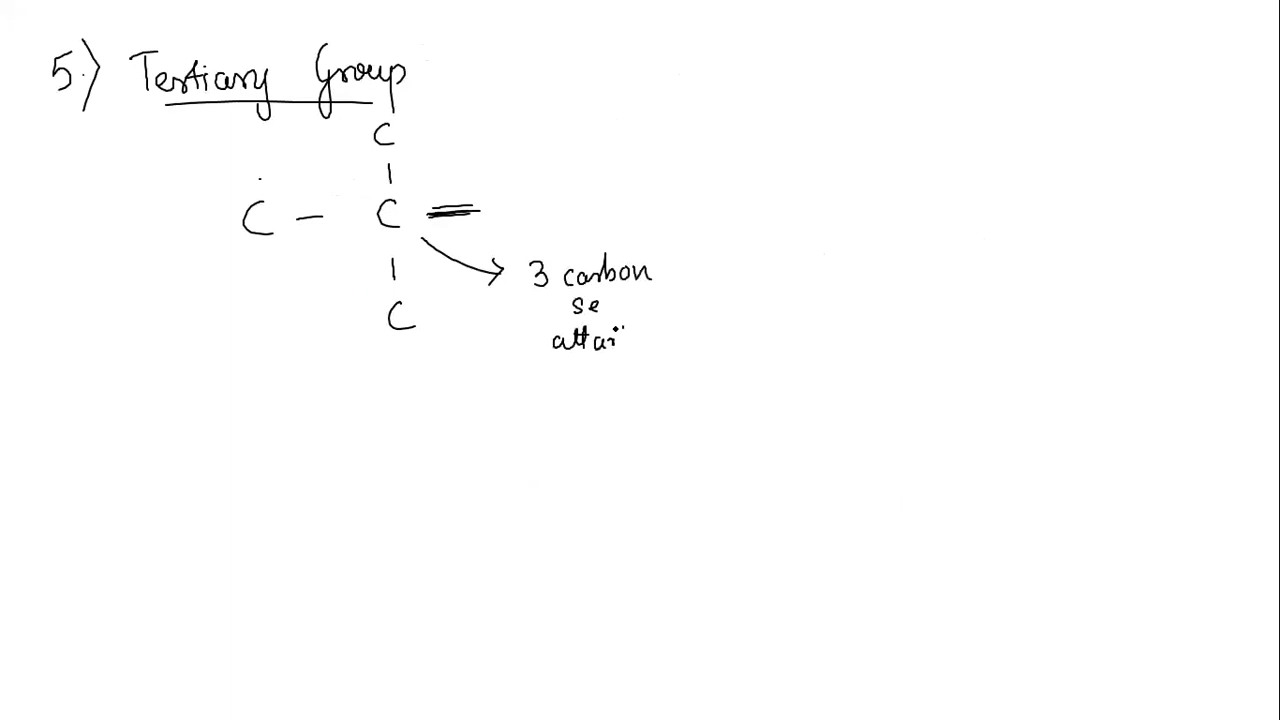 5.) Tertiary Group
C
C - C =
C
3 carbon
se
attai